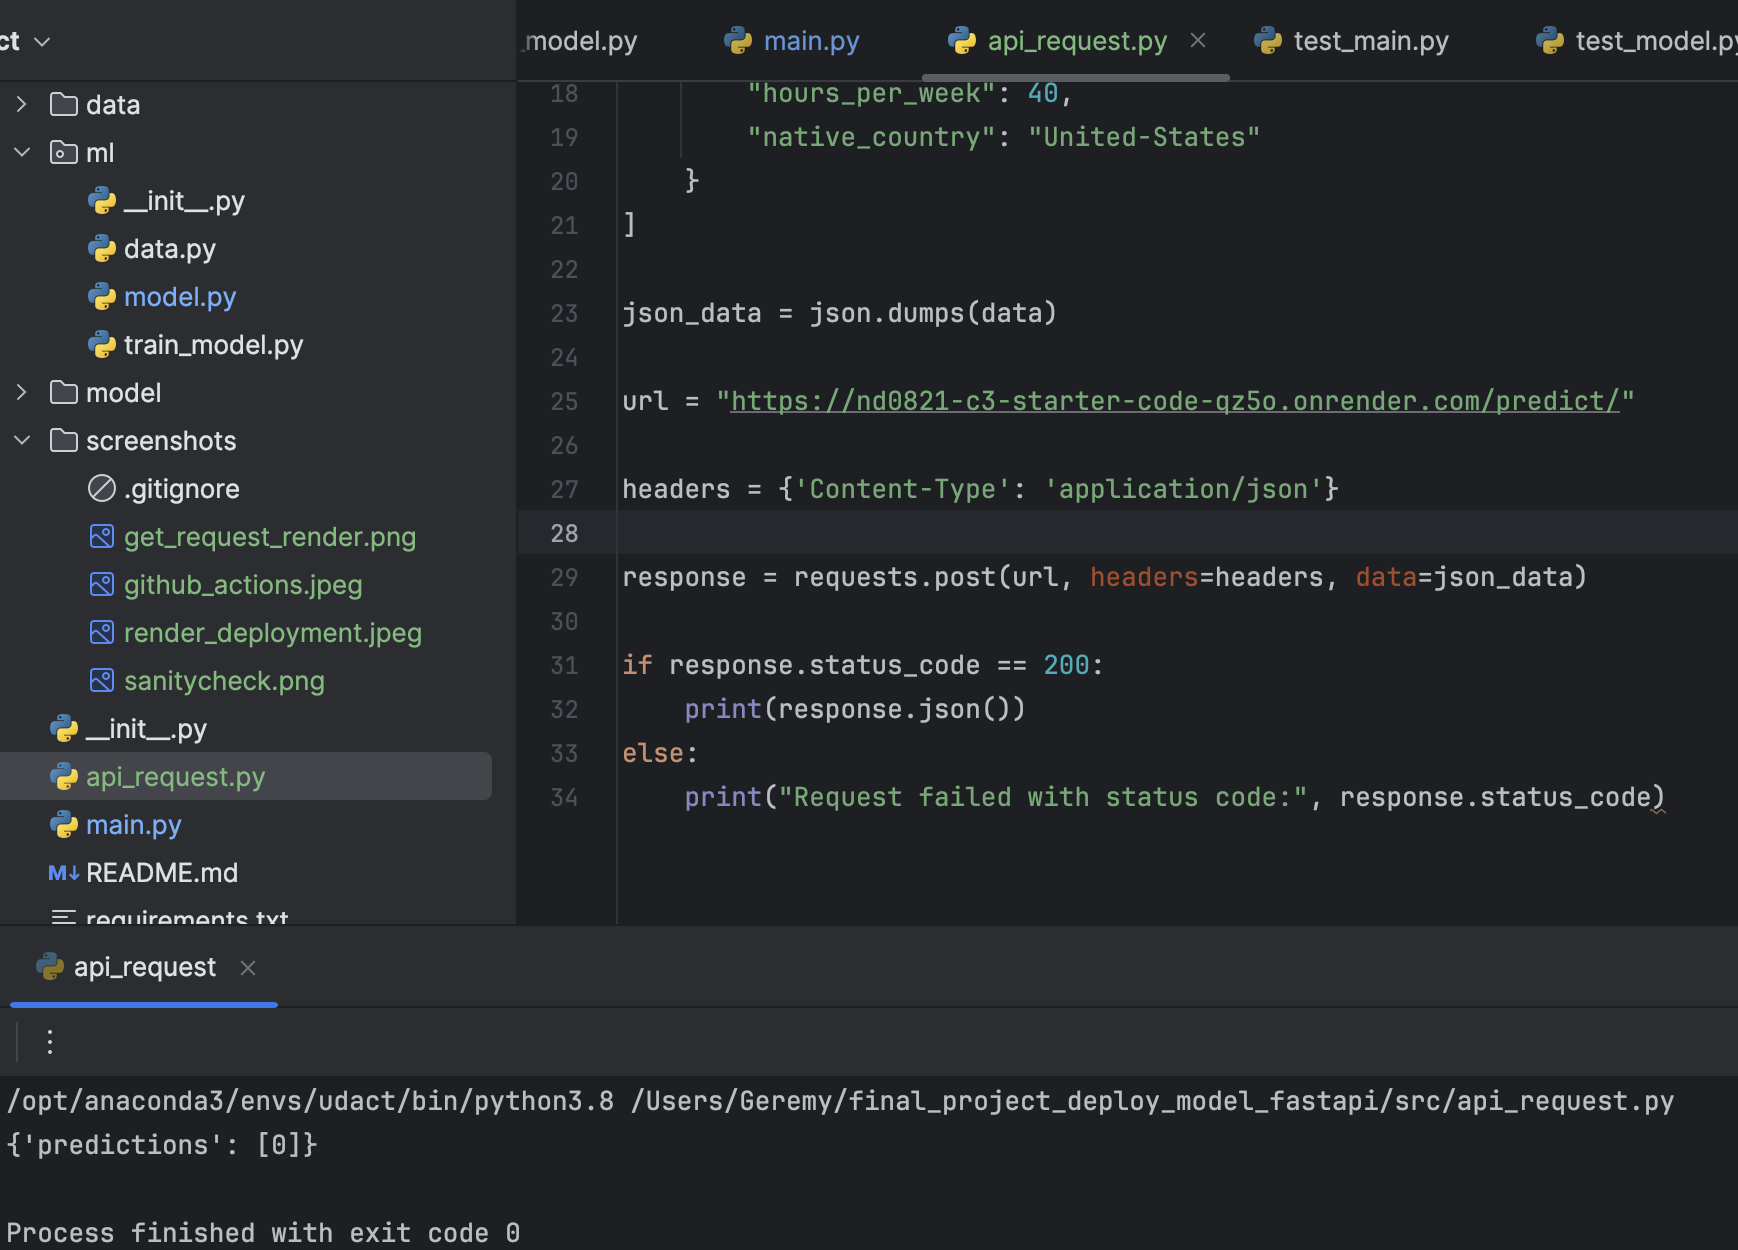 ct
data
ml
__init__.py
data.py
model.py
train_model.py
model
screenshots
.gitignore
get_request_render.png
github_actions.jpeg
render_deployment.jpeg
sanitycheck.png
__init__.py
api_request.py
main.py
M↓ README.md
requirements.txt
_model.py main.py api_request.py test_main.py test_model.py
18 "hours_per_week": 40,
19 "native_country": "United-States"
20 }
21 ]
22
23 json_data = json.dumps(data)
24
25 url = "https://nd0821-c3-starter-code-qz5o.onrender.com/predict/"
26
27 headers = {'Content-Type': 'application/json'}
28
29 response = requests.post(url, headers=headers, data=json_data)
30
31 if response.status_code == 200:
32 print(response.json())
33 else:
34 print("Request failed with status code:", response.status_code)
api_request
/opt/anaconda3/envs/udact/bin/python3.8 /Users/Geremy/final_project_deploy_model_fastapi/src/api_request.py
{'predictions': [0]}
Process finished with exit code 0